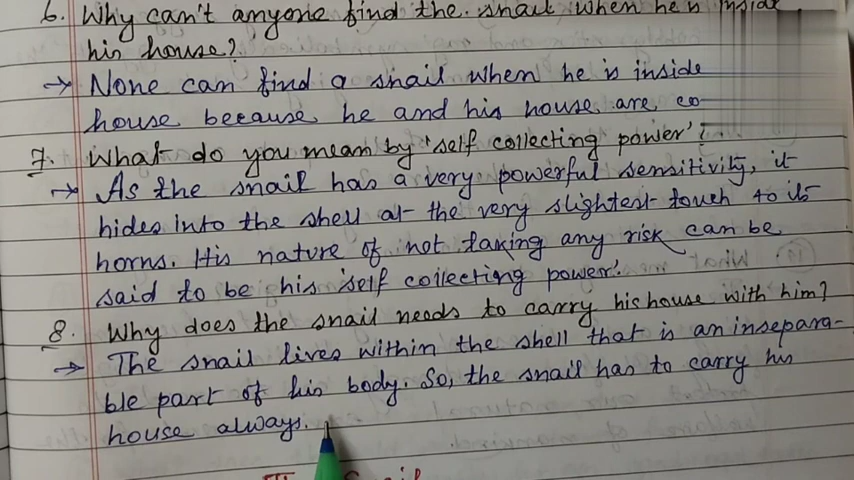 6. Why can't anyone find the snail when he is inside
his house?
→ None can find a snail when he is inside
house because he and his house are co-
7. What do you mean by 'self collecting power'?
→ As the snail has a very powerful sensitivity, it
hides into the shell at the very slightest touch to its
horns. His nature of not taking any risk can be
said to be his 'self collecting power'.
8. Why does the snail needs to carry his house with him?
→ The snail lives within the shell that is an insepara-
ble part of his body. So, the snail has to carry his
house always.
Snail